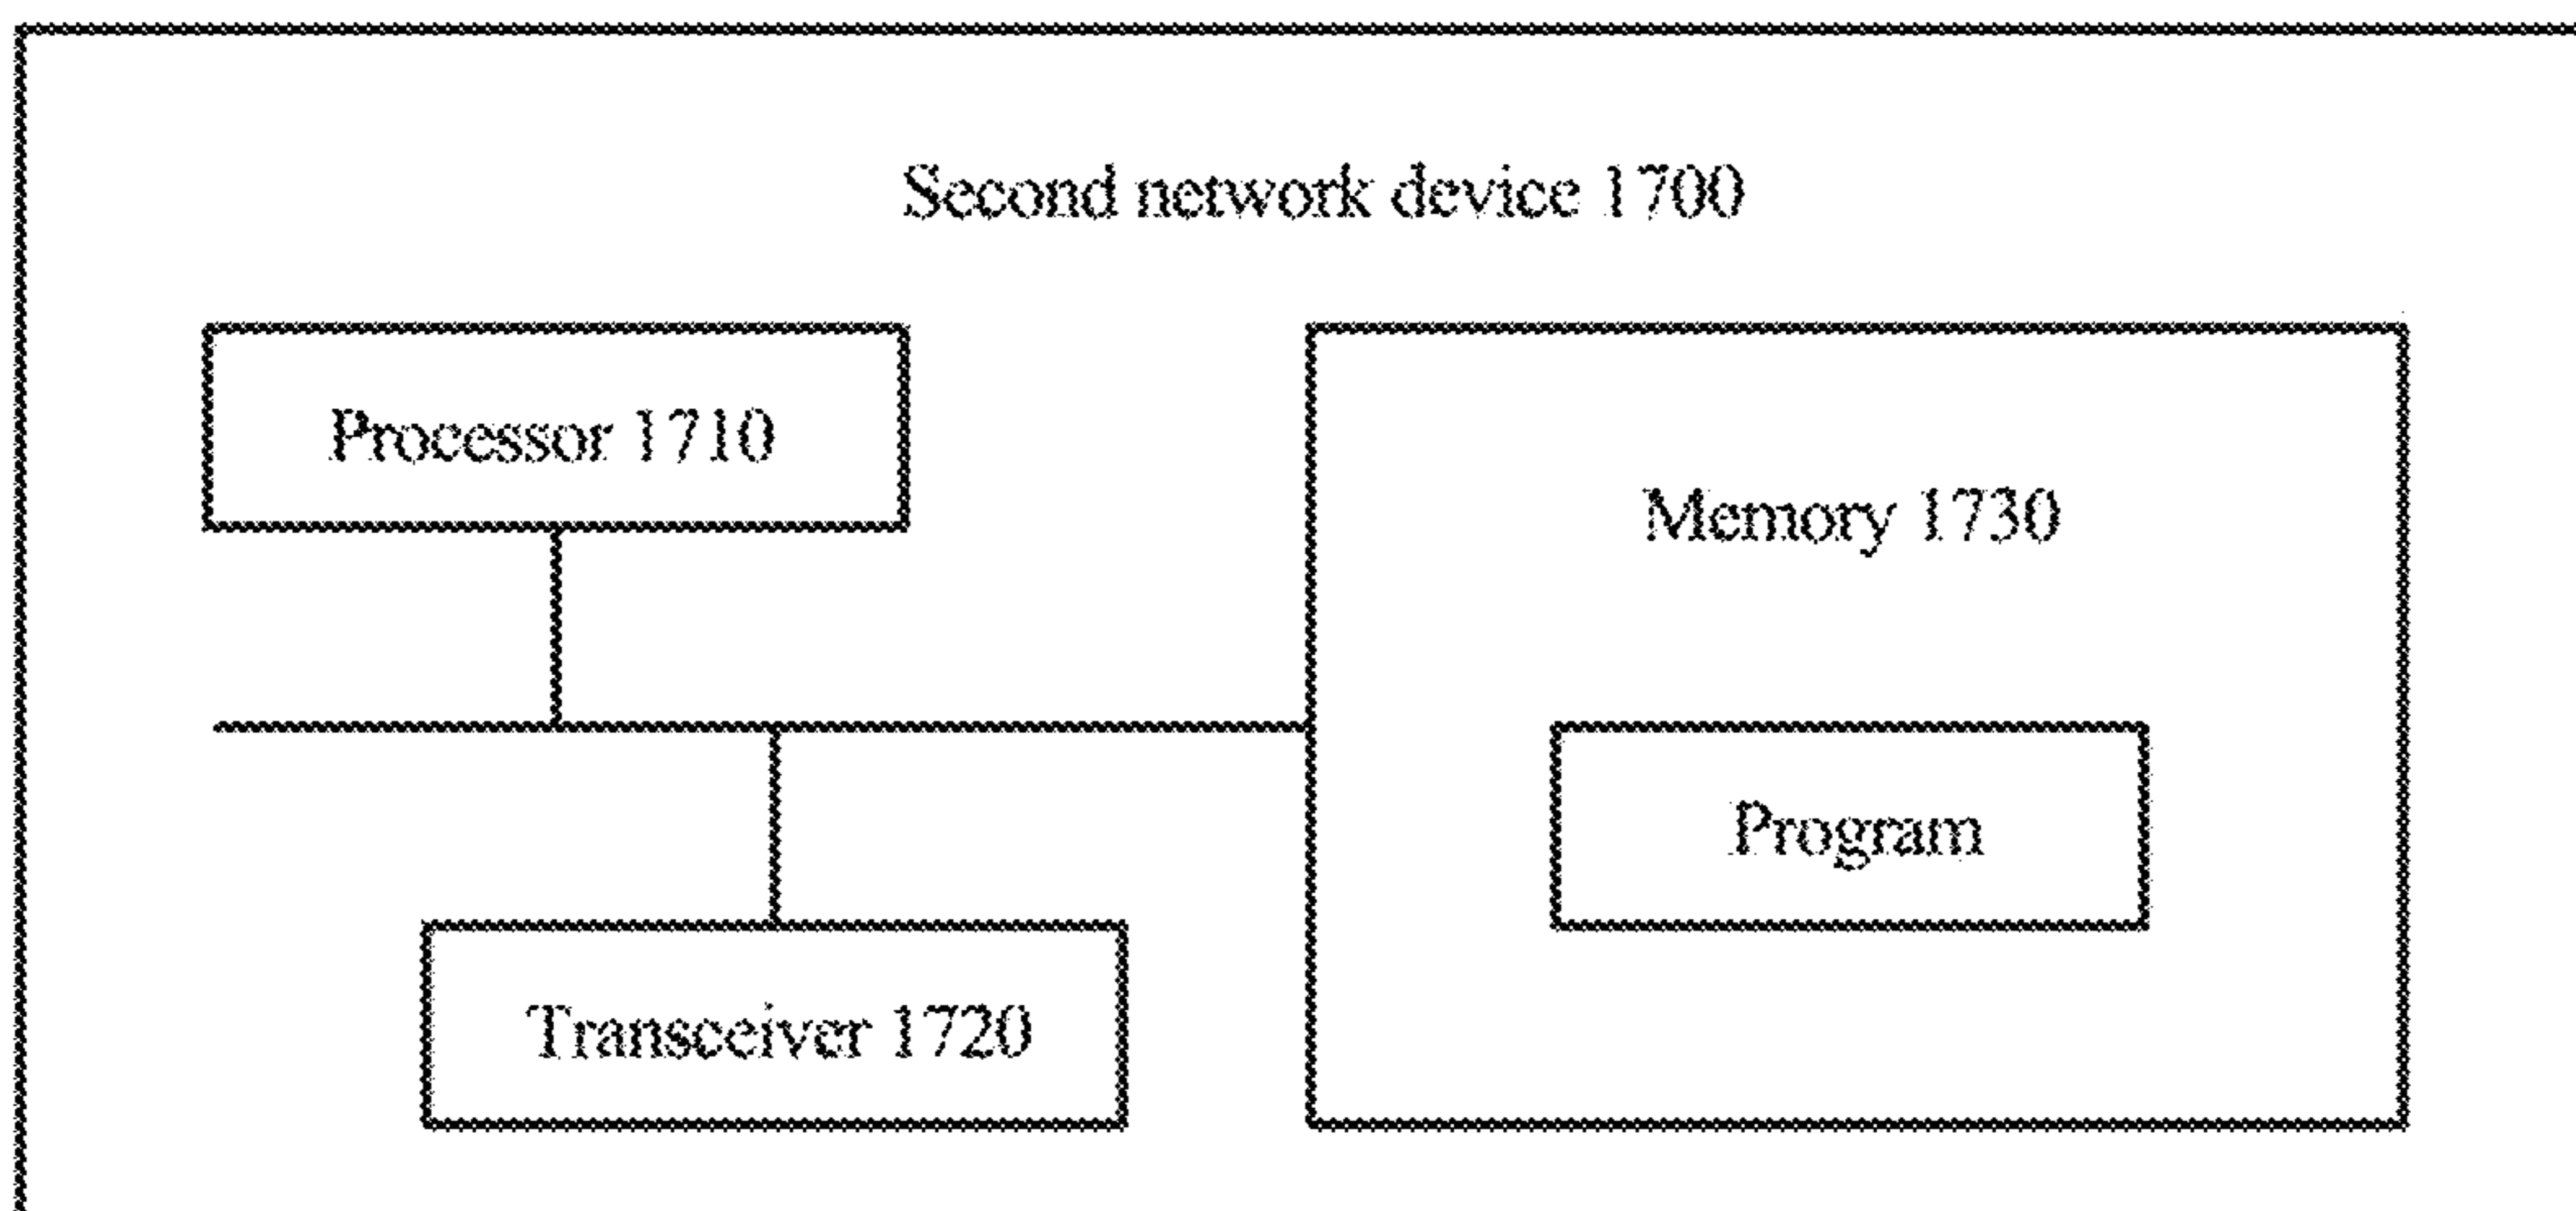 Second network device 1700
Processor 1710
Memory 1730
Program
Transceiver 1720